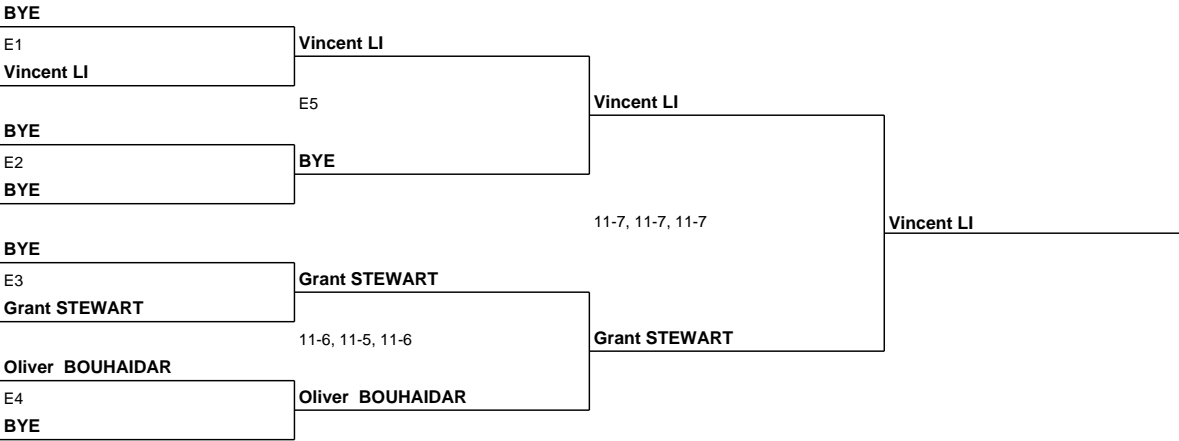 BYE
E1
Vincent LI
Vincent LI
E5
Vincent LI
BYE
E2
BYE
BYE
11-7, 11-7, 11-7
Vincent LI
BYE
E3
Grant STEWART
Grant STEWART
11-6, 11-5, 11-6
Grant STEWART
Oliver  BOUHAIDAR
E4
Oliver  BOUHAIDAR
BYE